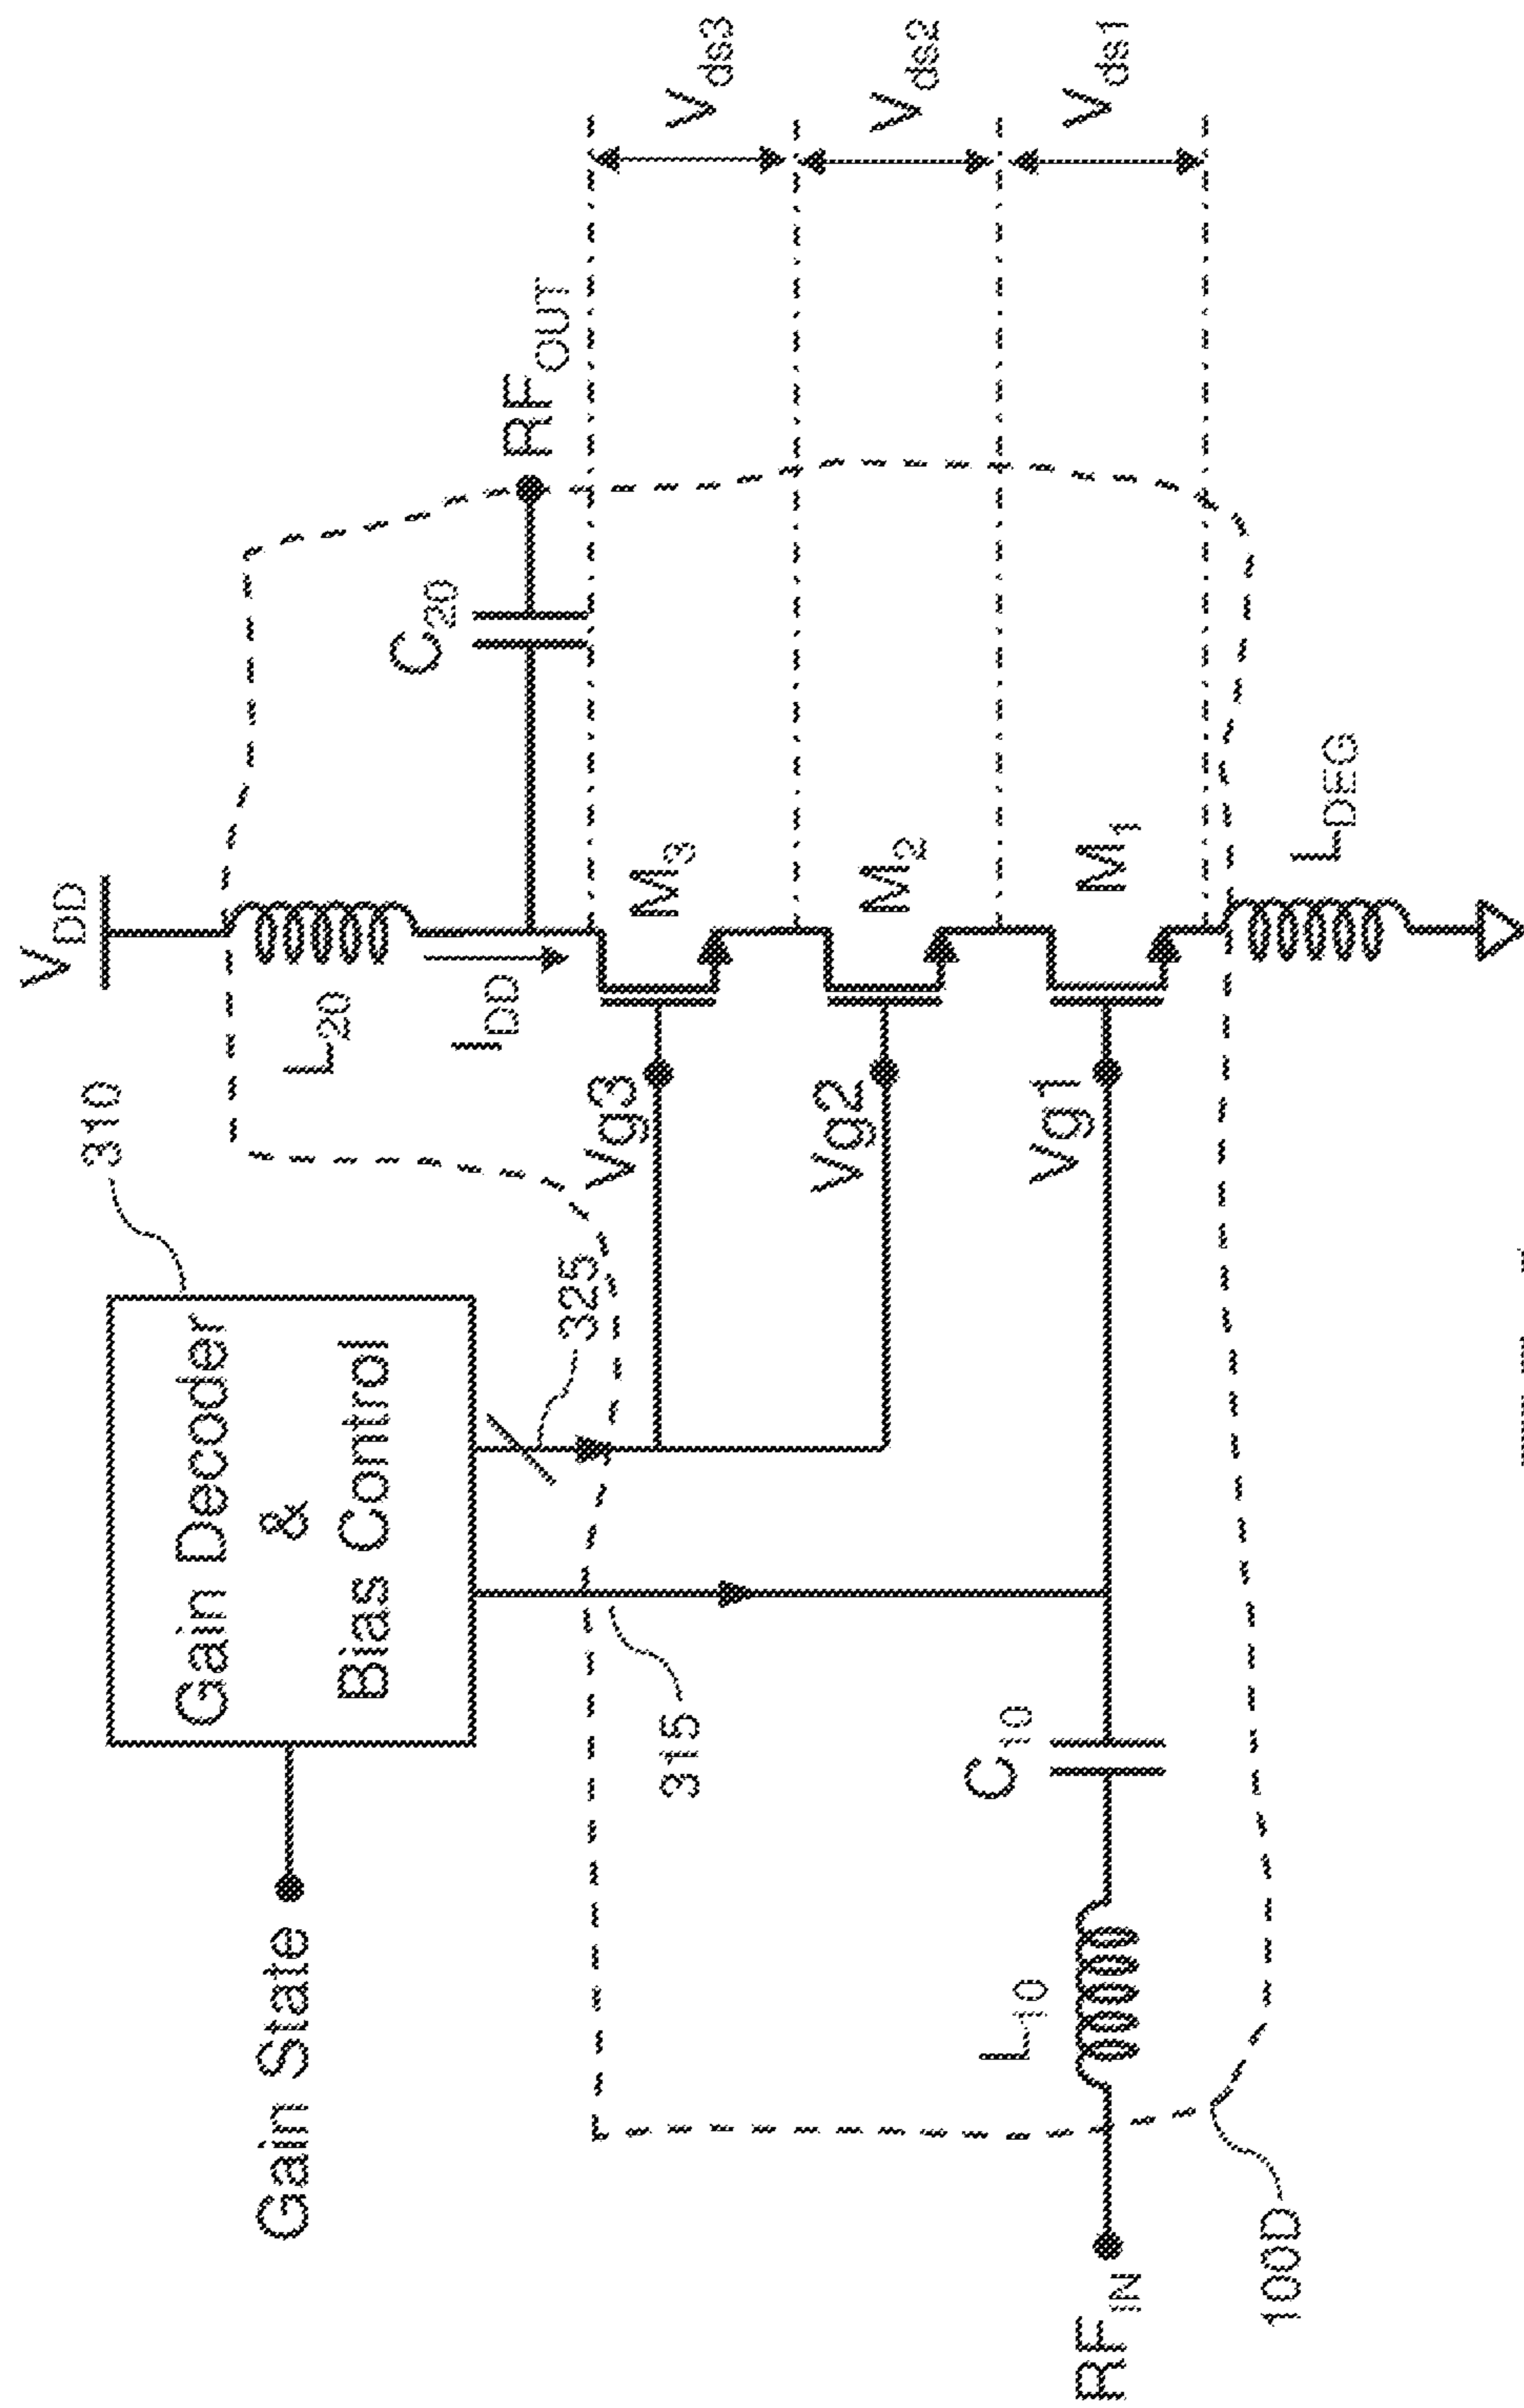 V_DD
310
Gain Decoder
&
Bias Control
Gain State
L_20
I_DD
C_20
RF_OUT
325
315
Vg3
M_3
V_ds3
Vg2
M_2
V_ds2
Vg1
M_1
V_ds1
C_10
L_10
RF_IN
L_DEG
100D